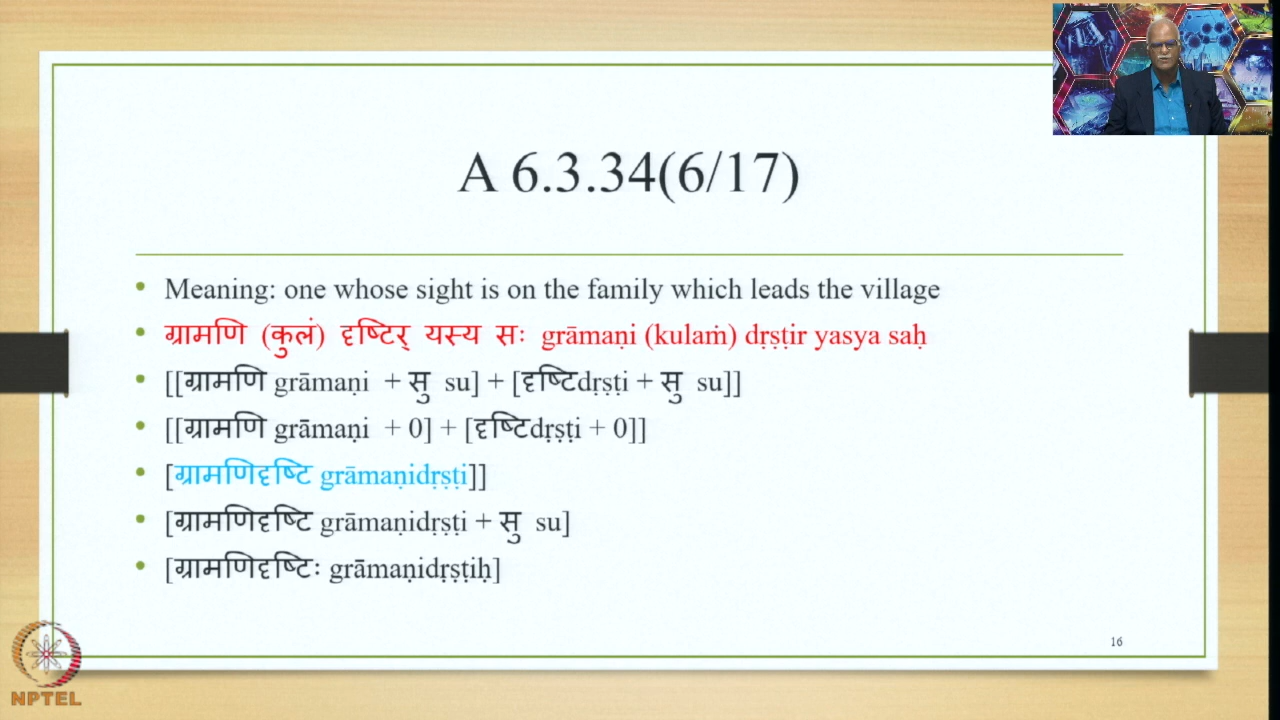 A 6.3.34(6/17)
• Meaning: one whose sight is on the family which leads the village
• ग्रामणि (कुलं) दृष्टिर् यस्य सः grāmaṇi (kulaṁ) dṛṣṭir yasya saḥ
• [[ग्रामणि grāmaṇi + सु su] + [दृष्टिdṛṣṭi + सु su]]
• [[ग्रामणि grāmaṇi + 0] + [दृष्टिdṛṣṭi + 0]]
• [ग्रामणिदृष्टि grāmaṇidṛṣṭi]]
• [ग्रामणिदृष्टि grāmaṇidṛṣṭi + सु su]
• [ग्रामणिदृष्टिः grāmaṇidṛṣṭiḥ]
16
NPTEL